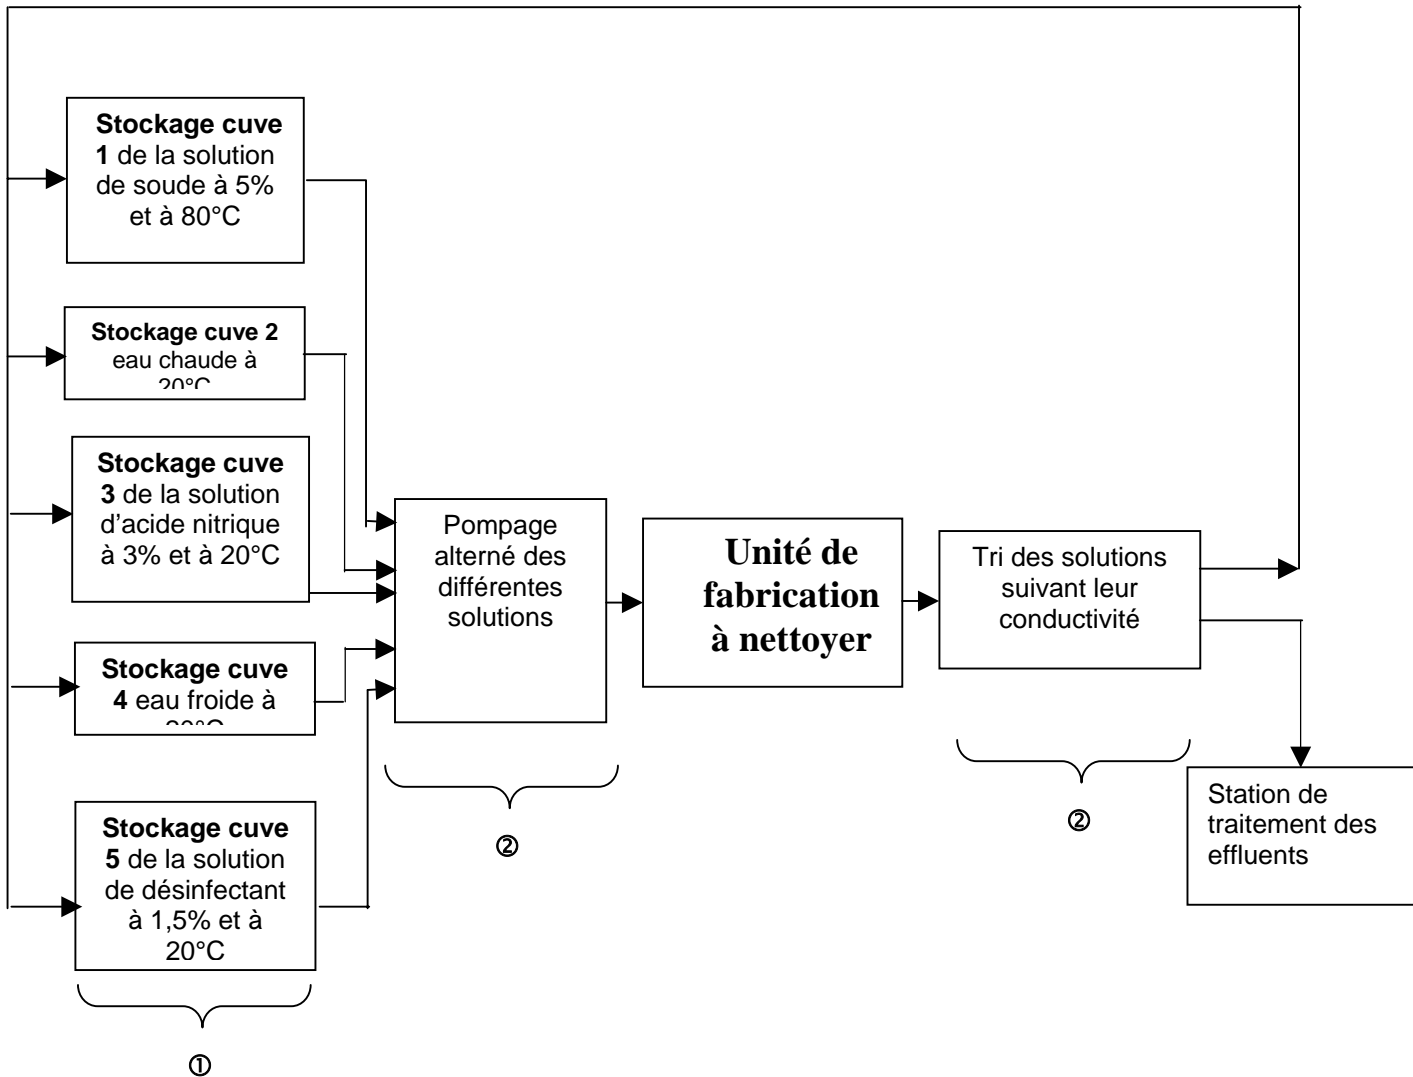 Stockage cuve
1 de la solution
de soude à 5%
et à 80°C
Stockage cuve 2
eau chaude à
20°C
Stockage cuve
3 de la solution
d'acide nitrique
à 3% et à 20°C
Stockage cuve
4 eau froide à
20°C
Stockage cuve
5 de la solution
de désinfectant
à 1,5% et à
20°C
①
Pompage
alterné des
différentes
solutions
②
Unité de
fabrication
à nettoyer
Tri des solutions
suivant leur
conductivité
②
Station de
traitement des
effluents